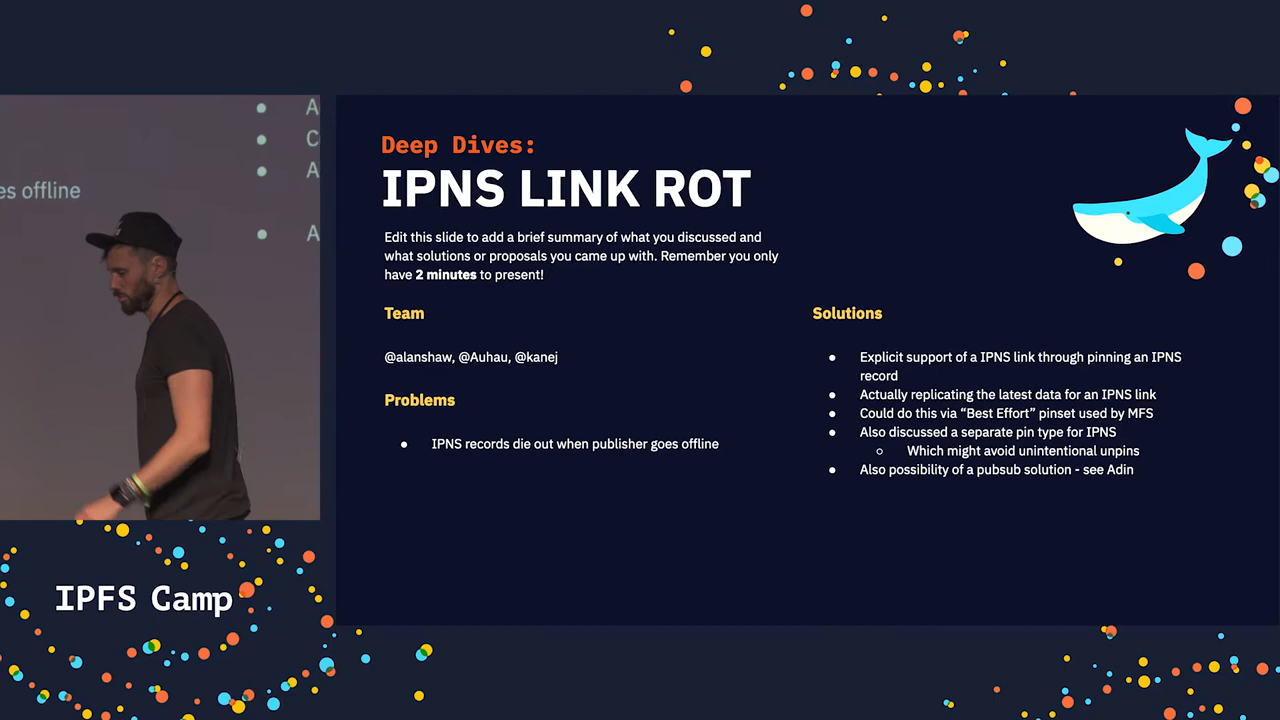 es offline
A
C
A
A
Deep Dives:
IPNS LINK ROT
Edit this slide to add a brief summary of what you discussed and
what solutions or proposals you came up with. Remember you only
have 2 minutes to present!
Team
@alanshaw, @Auhau, @kanej
Problems
● IPNS records die out when publisher goes offline
Solutions
● Explicit support of a IPNS link through pinning an IPNS
record
● Actually replicating the latest data for an IPNS link
● Could do this via “Best Effort” pinset used by MFS
● Also discussed a separate pin type for IPNS
○ Which might avoid unintentional unpins
● Also possibility of a pubsub solution - see Adin
IPFS Camp